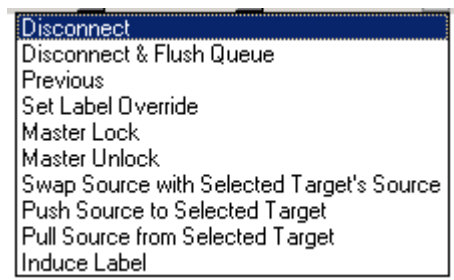 Disconnect
Disconnect & Flush Queue
Previous
Set Label Override
Master Lock
Master Unlock
Swap Source with Selected Target's Source
Push Source to Selected Target
Pull Source from Selected Target
Induce Label